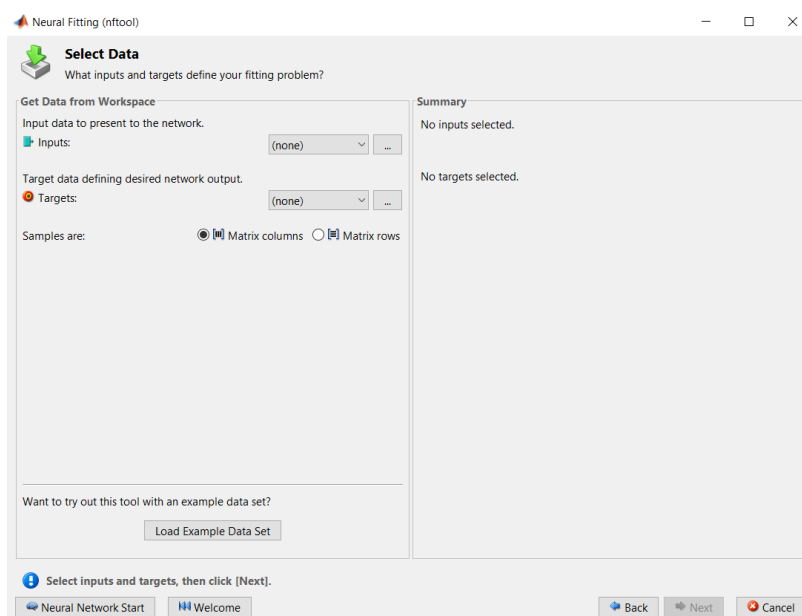 Neural Fitting (nftool)
Select Data
What inputs and targets define your fitting problem?
Get Data from Workspace
Input data to present to the network.
Inputs:
(none)
...
Target data defining desired network output.
Targets:
(none)
...
Samples are:
Matrix columns
Matrix rows
Want to try out this tool with an example data set?
Load Example Data Set
Summary
No inputs selected.
No targets selected.
Select inputs and targets, then click [Next].
Neural Network Start
Welcome
Back
Next
Cancel